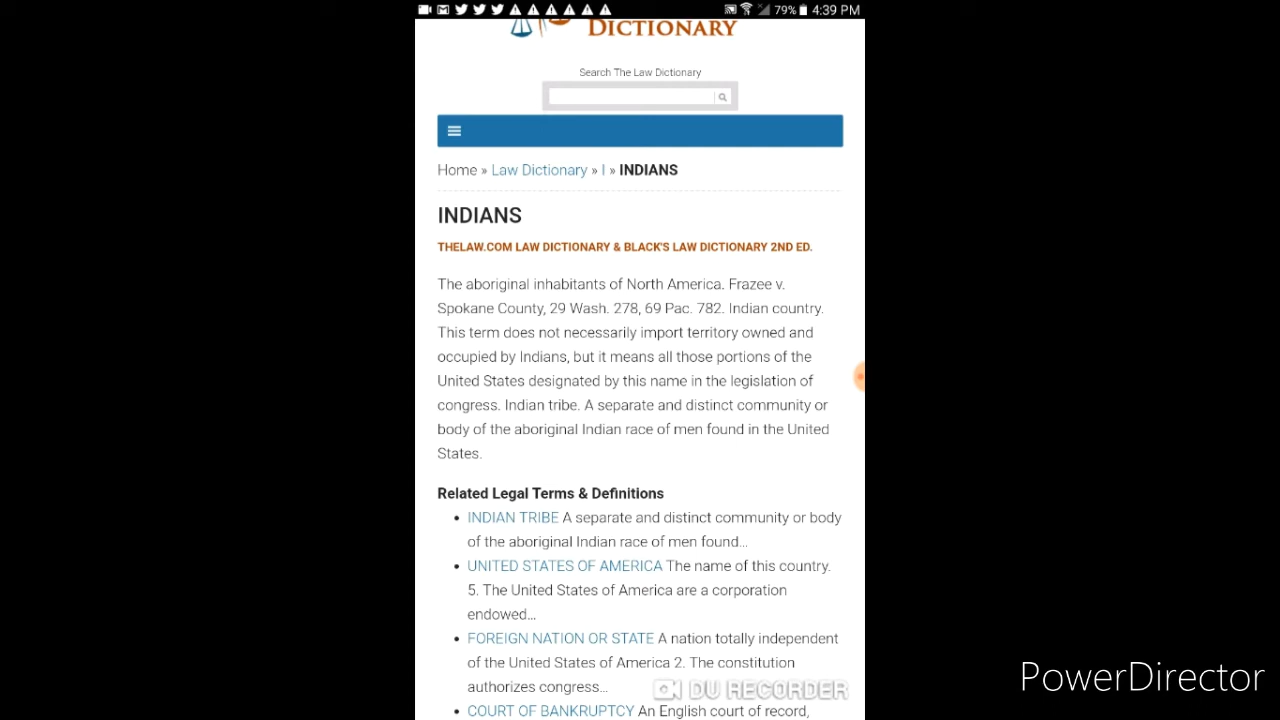 79% 4:39 PM
DICTIONARY
Search The Law Dictionary
Home » Law Dictionary » I » INDIANS
INDIANS
THELAW.COM LAW DICTIONARY & BLACK'S LAW DICTIONARY 2ND ED.
The aboriginal inhabitants of North America. Frazee v.
Spokane County, 29 Wash. 278, 69 Pac. 782. Indian country.
This term does not necessarily import territory owned and
occupied by Indians, but it means all those portions of the
United States designated by this name in the legislation of
congress. Indian tribe. A separate and distinct community or
body of the aboriginal Indian race of men found in the United
States.
Related Legal Terms & Definitions
• INDIAN TRIBE A separate and distinct community or body
of the aboriginal Indian race of men found...
• UNITED STATES OF AMERICA The name of this country.
5. The United States of America are a corporation
endowed...
• FOREIGN NATION OR STATE A nation totally independent
of the United States of America 2. The constitution
authorizes congress...
DU RECORDER
PowerDirector
• COURT OF BANKRUPTCY An English court of record,